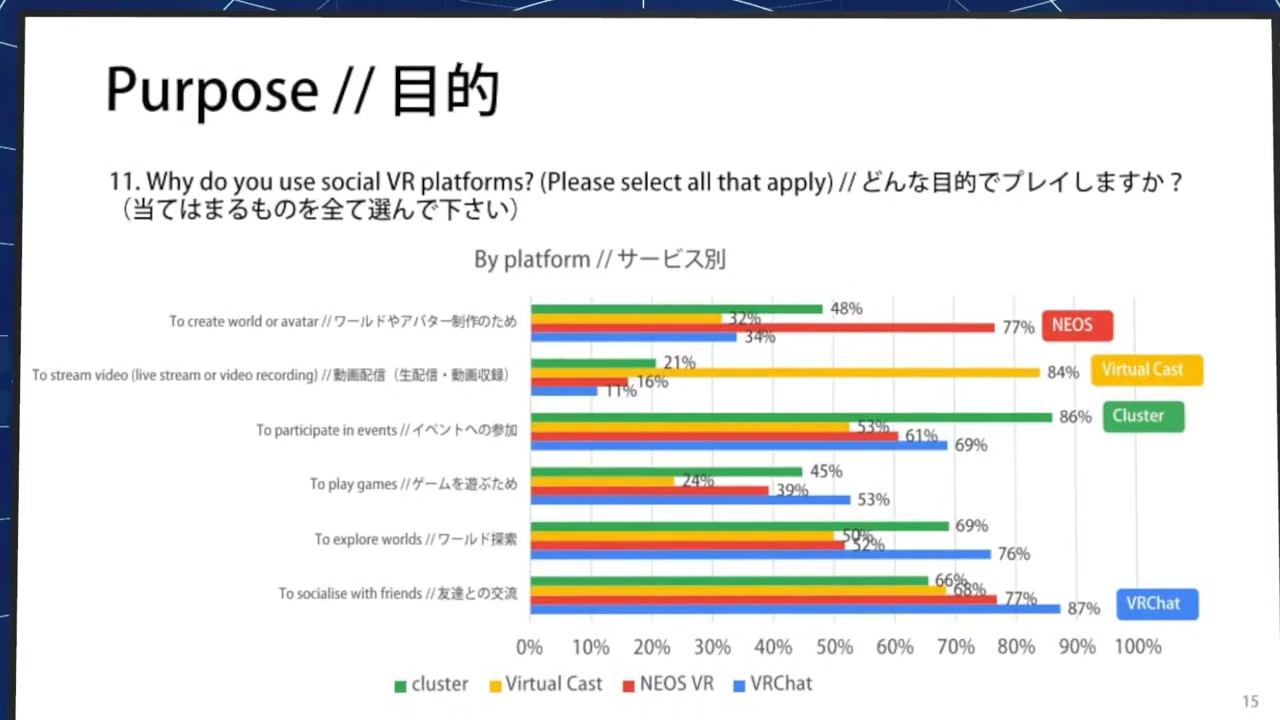 Purpose // 目的
11. Why do you use social VR platforms? (Please select all that apply) // どんな目的でプレイしますか？
（当てはまるものを全て選んで下さい）
By platform // サービス別
To create world or avatar // ワールドやアバター制作のため
48%
32%
77%
34%
NEOS
To stream video (live stream or video recording) // 動画配信（生配信・動画収録）
21%
84%
16%
11%
Virtual Cast
To participate in events // イベントへの参加
86%
53%
61%
69%
Cluster
To play games // ゲームを遊ぶため
45%
24%
39%
53%
To explore worlds // ワールド探索
69%
50%
52%
76%
To socialise with friends // 友達との交流
66%
68%
77%
87%
VRChat
0% 10% 20% 30% 40% 50% 60% 70% 80% 90% 100%
cluster Virtual Cast NEOS VR VRChat
15